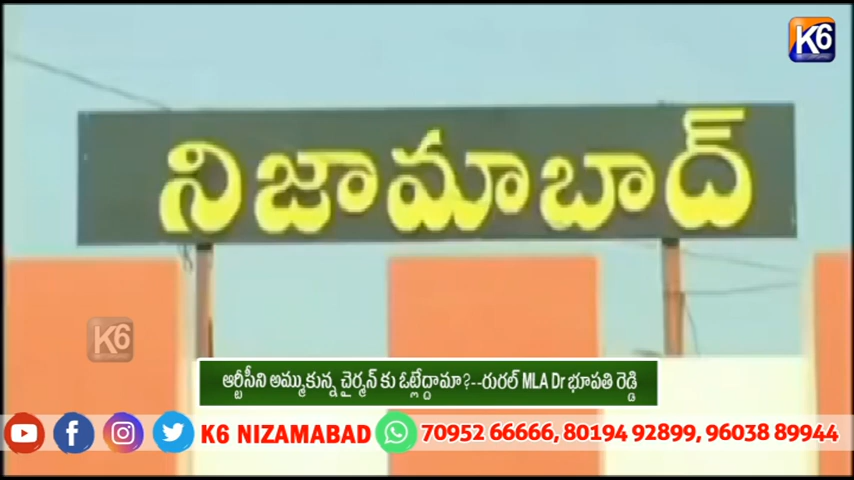 K6
నిజామాబాద్
K6
ఆర్టీసీని అమ్ముకున్న చైర్మన్ కు ఓట్లేద్దామా?--రురల్ MLA Dr భూపతి రెడ్డి
K6 NIZAMABAD 70952 66666, 80194 92899, 96038 89944